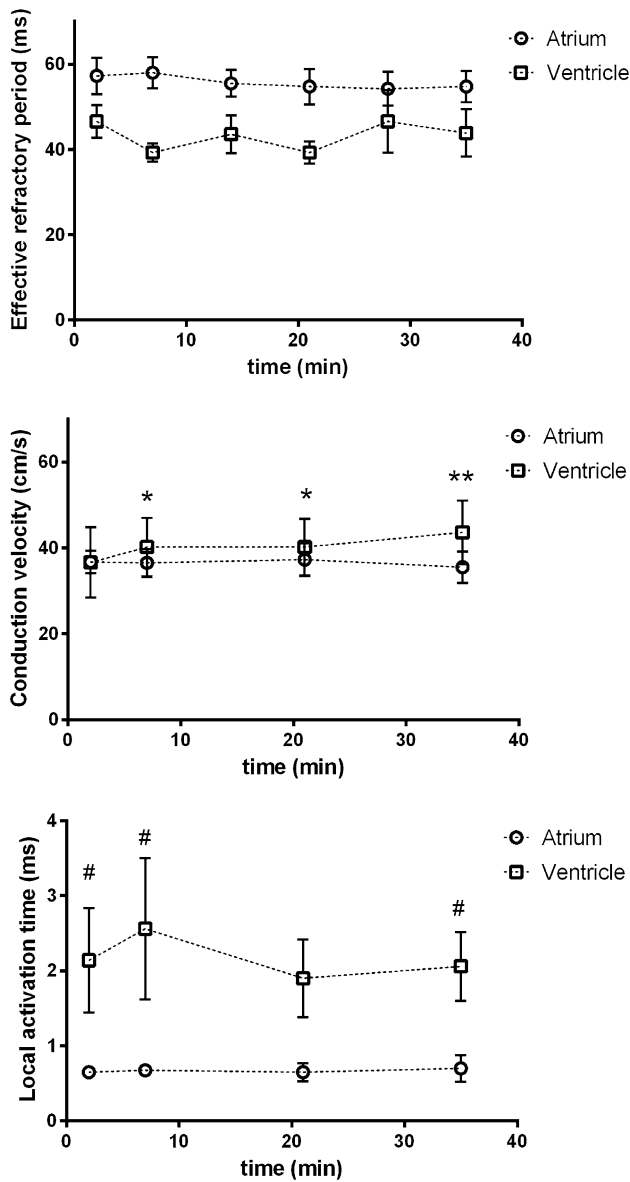 Effective refractory period (ms)
60
40
20
0
0 10 20 30 40
time (min)
Atrium
Ventricle
Conduction velocity (cm/s)
60
40
20
0
* * **
0 10 20 30 40
time (min)
Atrium
Ventricle
Local activation time (ms)
4
3
2
1
0
# # #
0 10 20 30 40
time (min)
Atrium
Ventricle